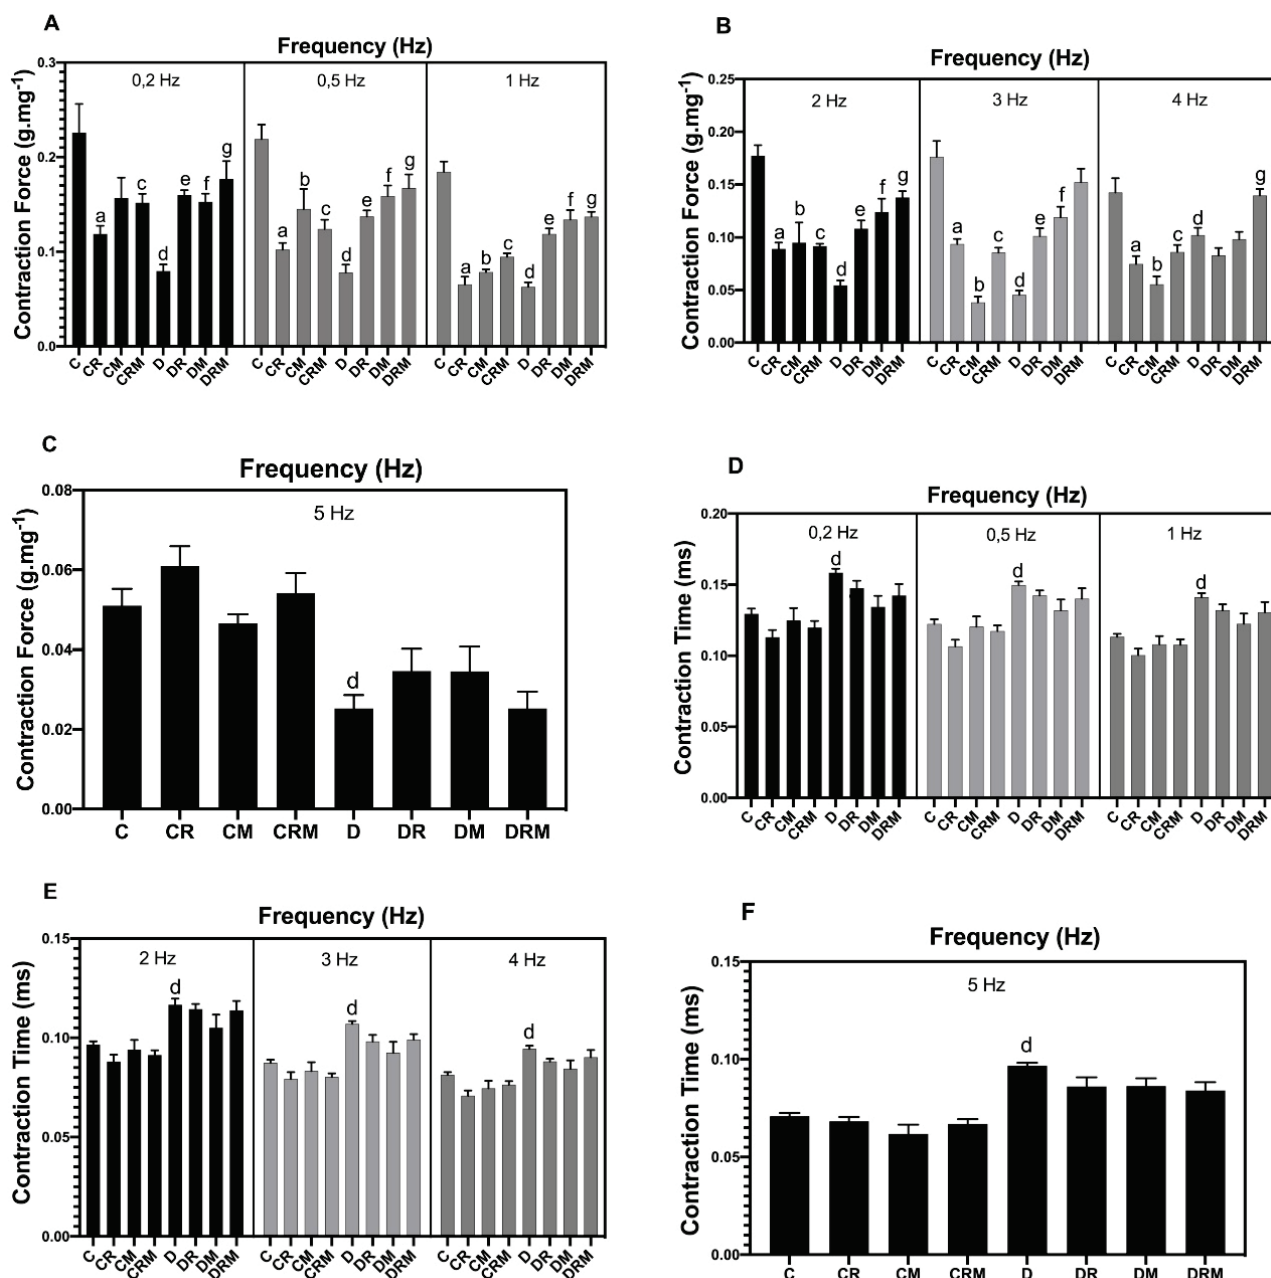 A
Frequency (Hz)
Contraction Force (g.mg-1)
0.3
0.2
0.1
0.0
0,2 Hz
0,5 Hz
1 Hz
a c d e f g
a b c d e f g
a b c d e f g
C CR CM CRM D DR DM DRM
C CR CM CRM D DR DM DRM
C CR CM CRM D DR DM DRM
B
Frequency (Hz)
Contraction Force (g.mg-1)
0.25
0.20
0.15
0.10
0.05
0.00
2 Hz
3 Hz
4 Hz
a b c d e f g
a b c d e f
a b c d g
C CR CM CRM D DR DM DRM
C CR CM CRM D DR DM DRM
C CR CM CRM D DR DM DRM
C
Frequency (Hz)
Contraction Force (g.mg-1)
0.08
0.06
0.04
0.02
0.00
5 Hz
d
C CR CM CRM D DR DM DRM
D
Frequency (Hz)
Contraction Time (ms)
0.20
0.15
0.10
0.05
0.00
0,2 Hz
0,5 Hz
1 Hz
d
d
d
C CR CM CRM D DR DM DRM
C CR CM CRM D DR DM DRM
C CR CM CRM D DR DM DRM
E
Frequency (Hz)
Contraction Time (ms)
0.15
0.10
0.05
0.00
2 Hz
3 Hz
4 Hz
d
d
d
C CR CM CRM D DR DM DRM
C CR CM CRM D DR DM DRM
C CR CM CRM D DR DM DRM
F
Frequency (Hz)
Contraction Time (ms)
0.15
0.10
0.05
0.00
5 Hz
d
C CR CM CRM D DR DM DRM